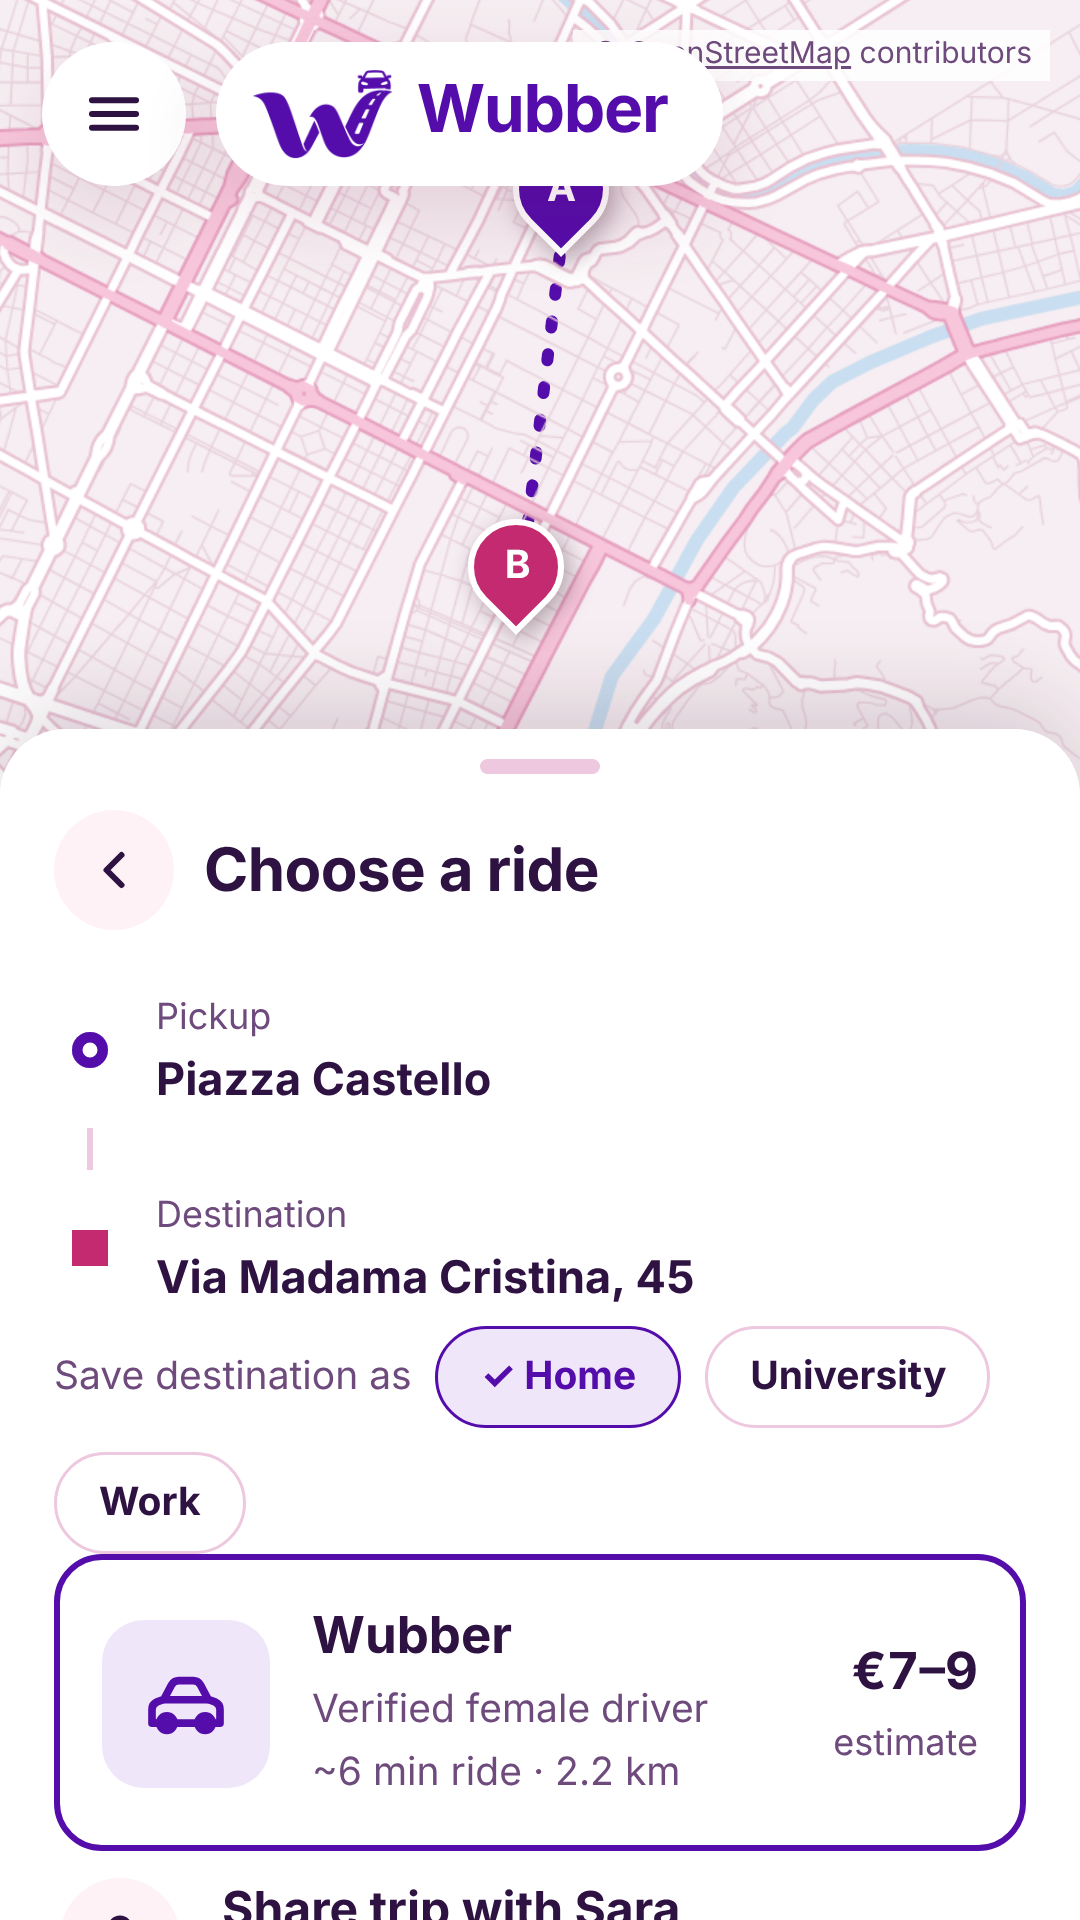 StreetMap contributors
Wubber
A
B
Choose a ride
Pickup
Piazza Castello
Destination
Via Madama Cristina, 45
Save destination as
Home
University
Work
Wubber
Verified female driver
~6 min ride · 2.2 km
€7–9
estimate
Share trip with Sara